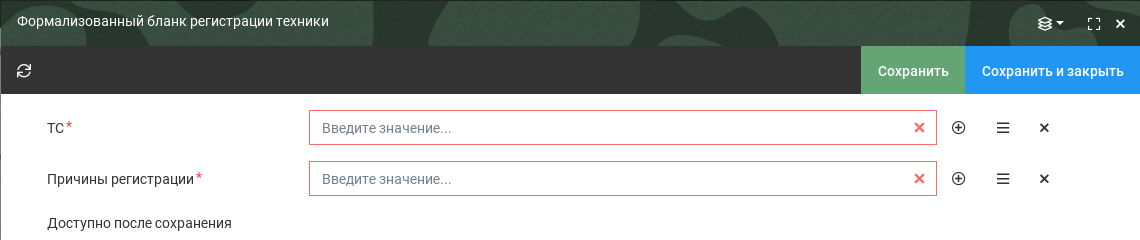 Формализованный бланк регистрации техники
Сохранить
Сохранить и закрыть
ТС*
Введите значение...
Причины регистрации*
Введите значение...
Доступно после сохранения